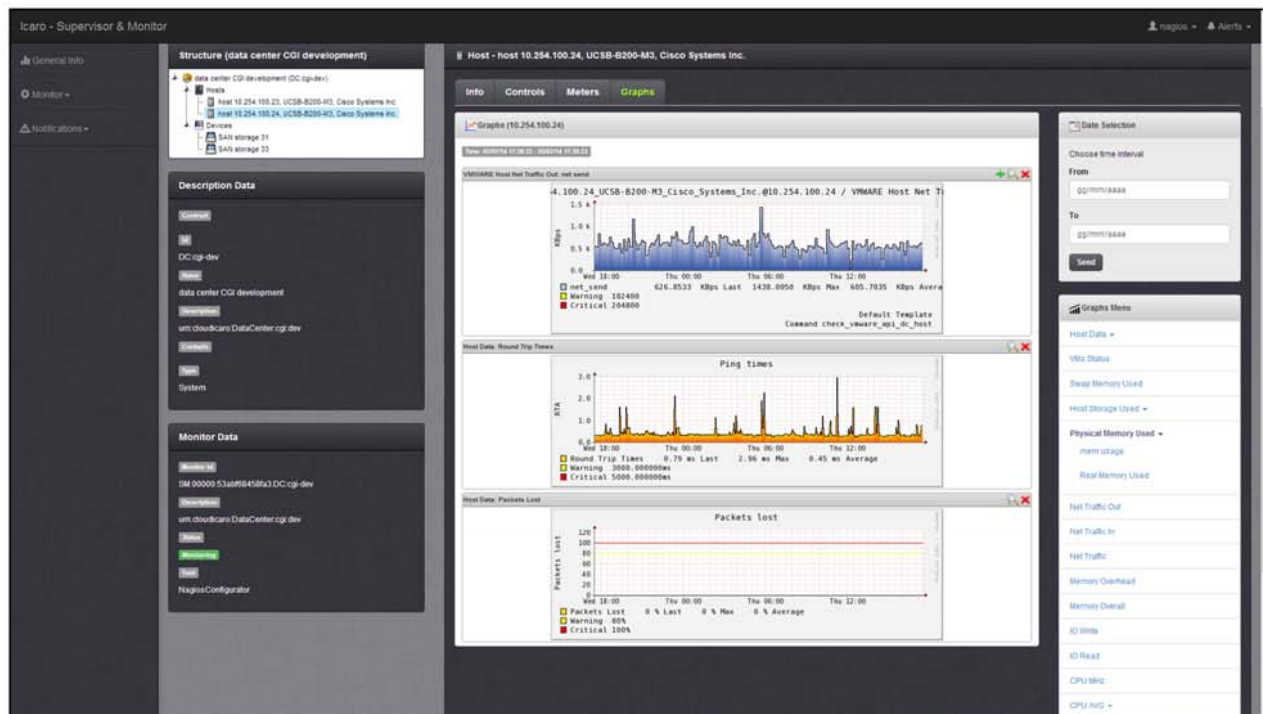 Icaro - Supervisor & Monitor
nagios
Alerts
General Info
Monitor
Notifications
Structure (data center CGI development)
data center CGI development (DC:cgi-dev)
Hosts
host 10.254.100.23, UCSB-B200-M3, Cisco Systems Inc.
host 10.254.100.24, UCSB-B200-M3, Cisco Systems Inc.
Devices
SAN storage 31
SAN storage 33
Description Data
Contract
Id
DC:cgi-dev
Name
data center CGI development
Description
urn:cloudicaro:DataCenter:cgi:dev
Contacts
Type
System
Monitor Data
Monitor Id
Description
urn:cloudicaro:DataCenter:cgi:dev
Status
Monitoring
Tool
NagiosConfigurator
Host - host 10.254.100.24, UCSB-B200-M3, Cisco Systems Inc.
Info
Controls
Meters
Graphs
Graphs (10.254.100.24)
VMWARE Host Net Traffic Out: net send
4.100.24_UCSB-B200-M3_Cisco_Systems_Inc.@10.254.100.24 / VMWARE Host Net T
KBps
1.5 k
1.0 k
0.5 k
0.0
Wed 18:00 Thu 00:00 Thu 06:00 Thu 12:00
net_send 626.8533 KBps Last 1438.0050 KBps Max 605.7035 KBps Avera
Warning 102400
Critical 204800
Default Template
Command check_vmware_api_dc_host
Host Data: Round Trip Times
Ping times
RTA
3.0
2.0
1.0
0.0
Wed 18:00 Thu 00:00 Thu 06:00 Thu 12:00
Round Trip Times 0.79 ms Last 2.96 ms Max 0.45 ms Average
Warning 3000.000000ms
Critical 5000.000000ms
Host Data: Packets Lost
Packets lost
Packets lost
120
100
80
60
40
20
0
Wed 18:00 Thu 00:00 Thu 06:00 Thu 12:00
Packets Lost 0 % Last 0 % Max 0 % Average
Warning 80%
Critical 100%
Date Selection
Choose time interval
From
gg/mm/aaaa
To
gg/mm/aaaa
Send
Graphs Menu
Host Data
VMs Status
Swap Memory Used
Host Storage Used
Physical Memory Used
mem usage
Real Memory Used
Net Traffic Out
Net Traffic In
Net Traffic
Memory Overhead
Memory Overall
IO Write
IO Read
CPU MHz
CPU AVG